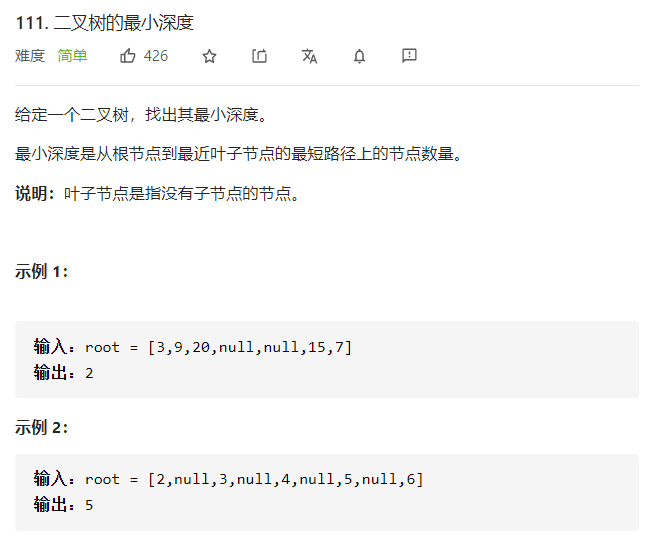 111. 二叉树的最小深度
难度 简单 426
给定一个二叉树，找出其最小深度。
最小深度是从根节点到最近叶子节点的最短路径上的节点数量。
说明：叶子节点是指没有子节点的节点。
示例 1：
输入：root = [3,9,20,null,null,15,7]
输出：2
示例 2：
输入：root = [2,null,3,null,4,null,5,null,6]
输出：5